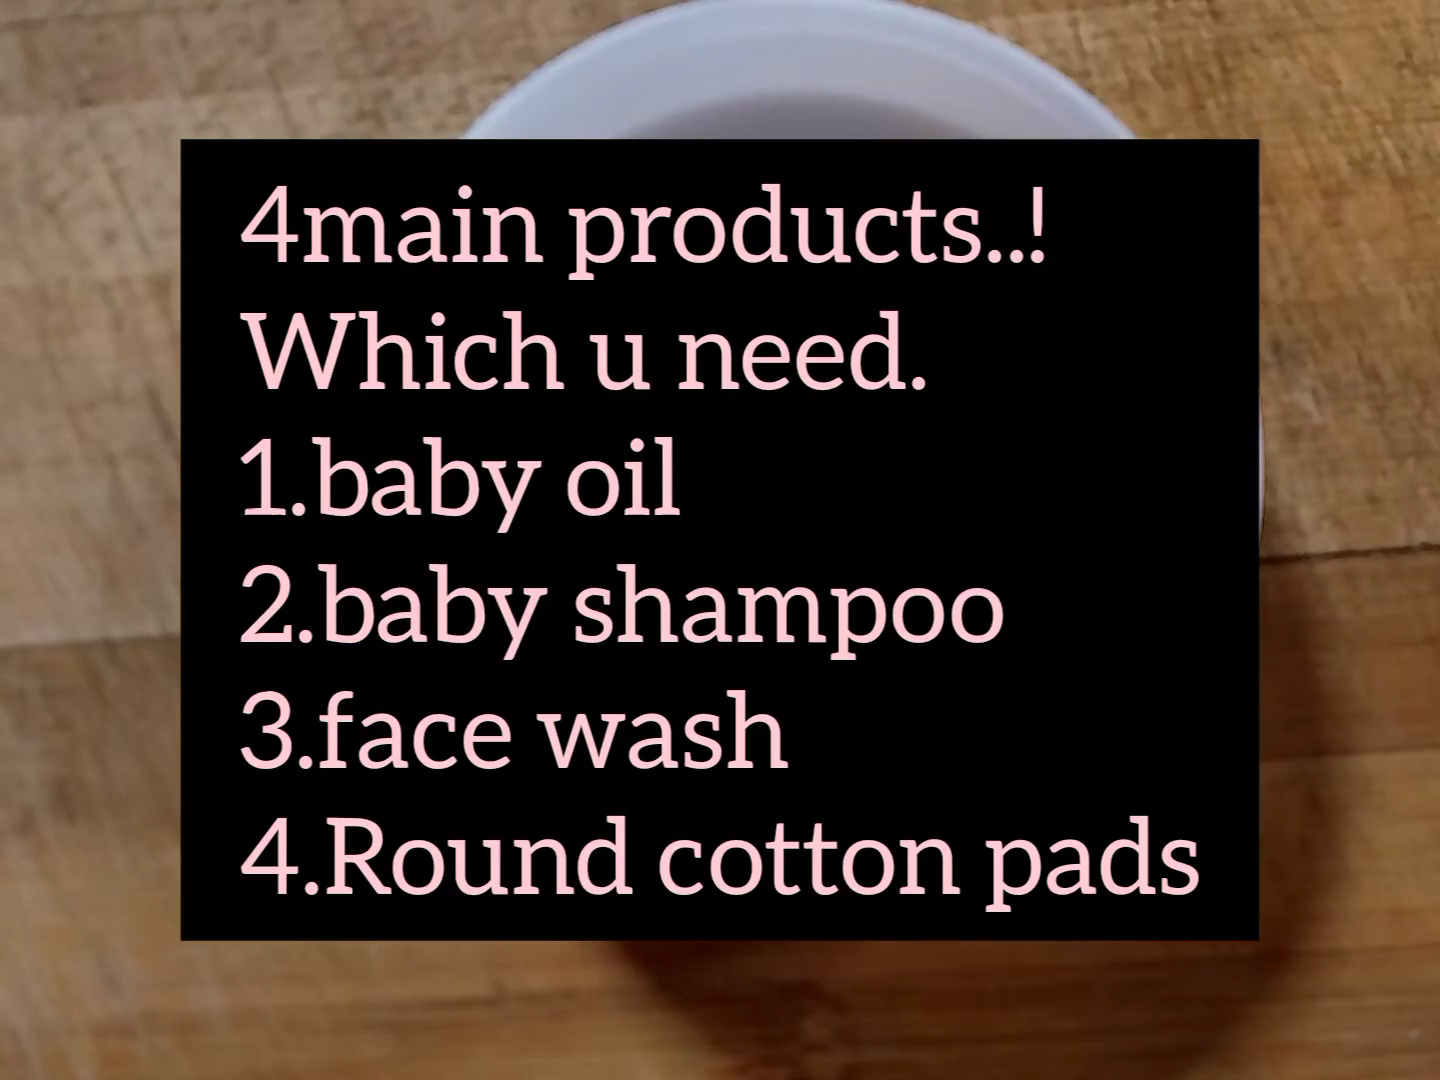 4main products..!
Which u need.
1.baby oil
2.baby shampoo
3.face wash
4.Round cotton pads